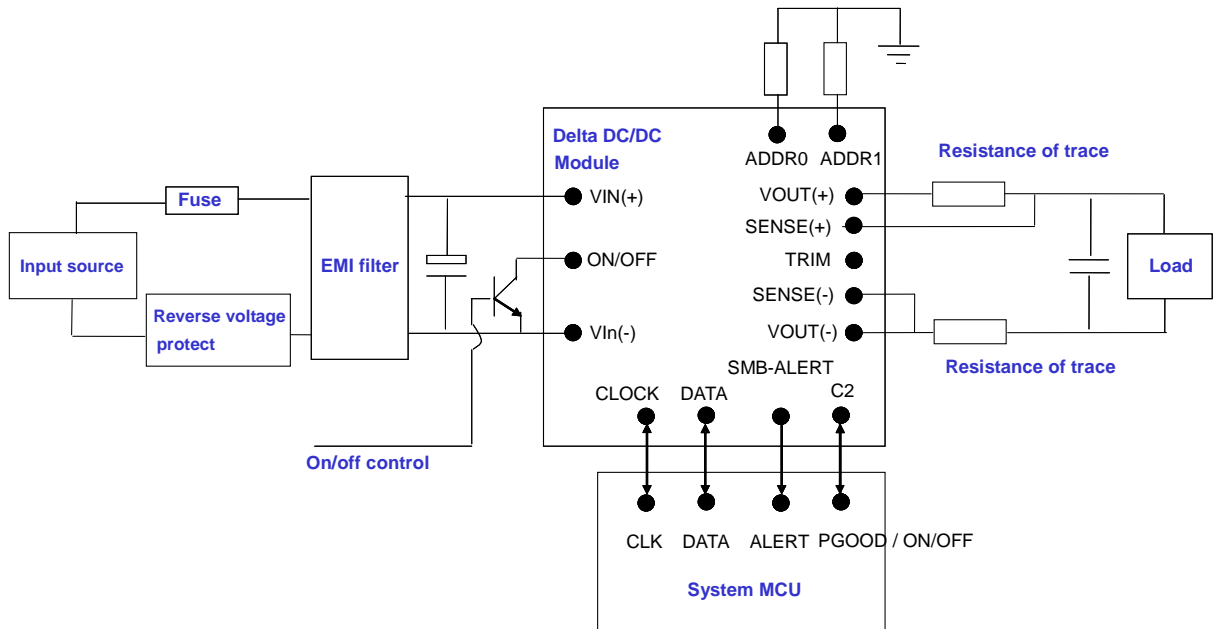 Delta DC/DC
Module
ADDR0 ADDR1
Resistance of trace
Fuse
VIN(+)
VOUT(+)
SENSE(+)
Input source
EMI filter
ON/OFF
TRIM
Load
SENSE(-)
Reverse voltage
protect
VIn(-)
VOUT(-)
Resistance of trace
SMB-ALERT
CLOCK DATA
C2
On/off control
CLK DATA ALERT PGOOD / ON/OFF
System MCU